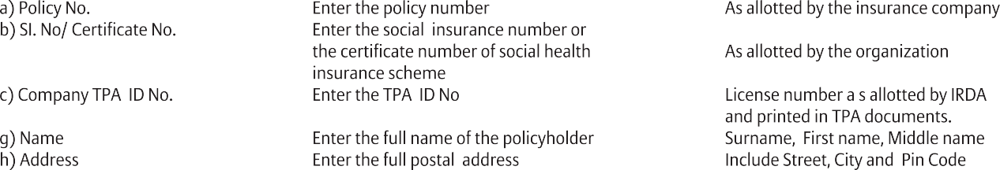 a) Policy No. Enter the policy number As allotted by the insurance company
b) SI. No/ Certificate No. Enter the social insurance number or
the certificate number of social health As allotted by the organization
insurance scheme
c) Company TPA ID No. Enter the TPA ID No License number a s allotted by IRDA
and printed in TPA documents.
g) Name Enter the full name of the policyholder Surname, First name, Middle name
h) Address Enter the full postal address Include Street, City and Pin Code